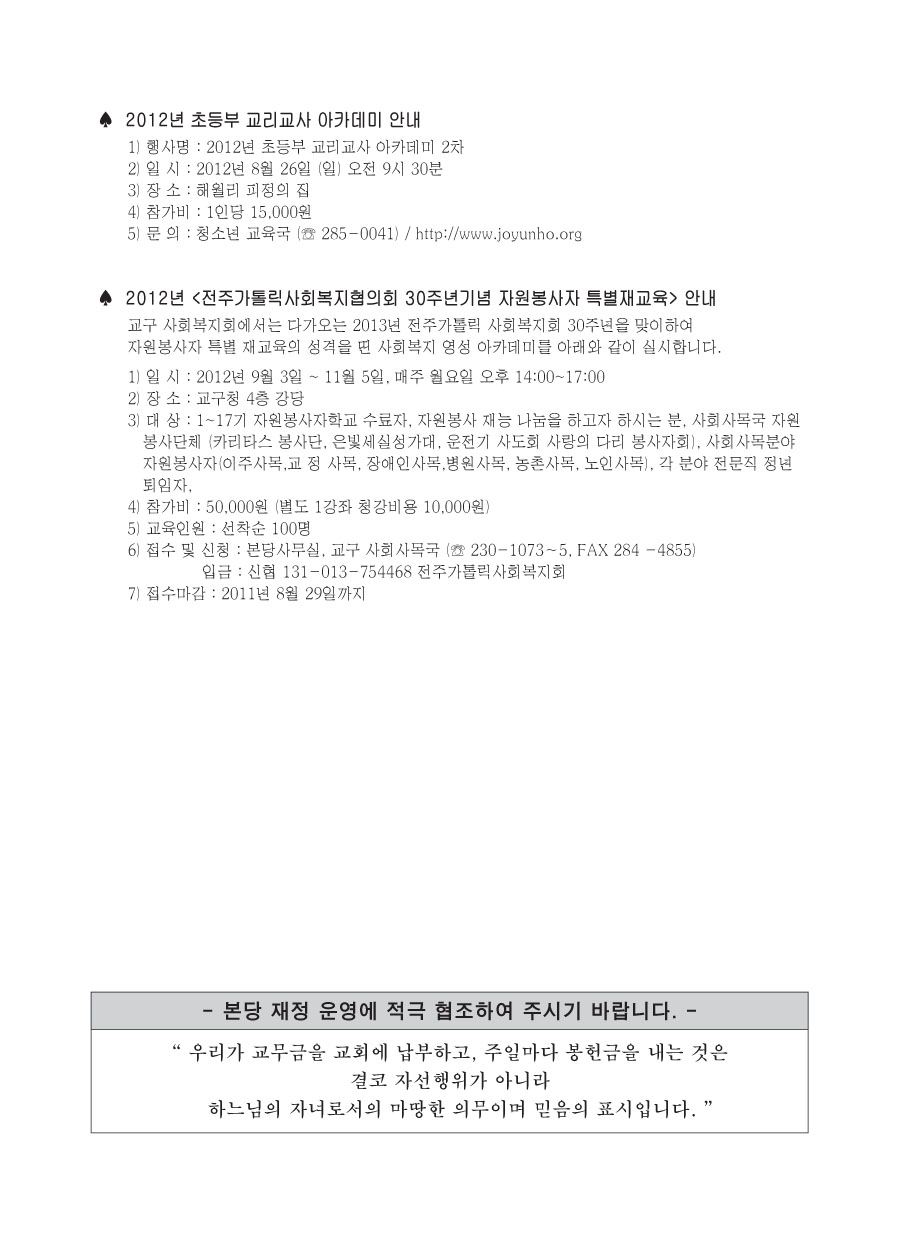 ♠ 2012년 초등부 교리교사 아카데미 안내
1) 행사명 : 2012년 초등부 교리교사 아카데미 2차
2) 일 시 : 2012년 8월 26일 (일) 오전 9시 30분
3) 장 소 : 해월리 피정의 집
4) 참가비 : 1인당 15,000원
5) 문 의 : 청소년 교육국 (☏ 285-0041) / http://www.joyunho.org
♠ 2012년 <전주가톨릭사회복지협의회 30주년기념 자원봉사자 특별재교육> 안내
교구 사회복지회에서는 다가오는 2013년 전주가톨릭 사회복지회 30주년을 맞이하여
자원봉사자 특별 재교육의 성격을 띤 사회복지 영성 아카데미를 아래와 같이 실시합니다.
1) 일 시 : 2012년 9월 3일 ~ 11월 5일, 매주 월요일 오후 14:00~17:00
2) 장 소 : 교구청 4층 강당
3) 대 상 : 1~17기 자원봉사자학교 수료자, 자원봉사 재능 나눔을 하고자 하시는 분, 사회사목국 자원
봉사단체 (카리타스 봉사단, 은빛세실성가대, 운전기 사도회 사랑의 다리 봉사자회), 사회사목분야
자원봉사자(이주사목,교 정 사목, 장애인사목,병원사목, 농촌사목, 노인사목), 각 분야 전문직 정년
퇴임자,
4) 참가비 : 50,000원 (별도 1강좌 청강비용 10,000원)
5) 교육인원 : 선착순 100명
6) 접수 및 신청 : 본당사무실, 교구 사회사목국 (☏ 230-1073~5, FAX 284 -4855)
입금 : 신협 131-013-754468 전주가톨릭사회복지회
7) 접수마감 : 2011년 8월 29일까지
- 본당 재정 운영에 적극 협조하여 주시기 바랍니다. -
“ 우리가 교무금을 교회에 납부하고, 주일마다 봉헌금을 내는 것은
결코 자선행위가 아니라
하느님의 자녀로서의 마땅한 의무이며 믿음의 표시입니다. ”